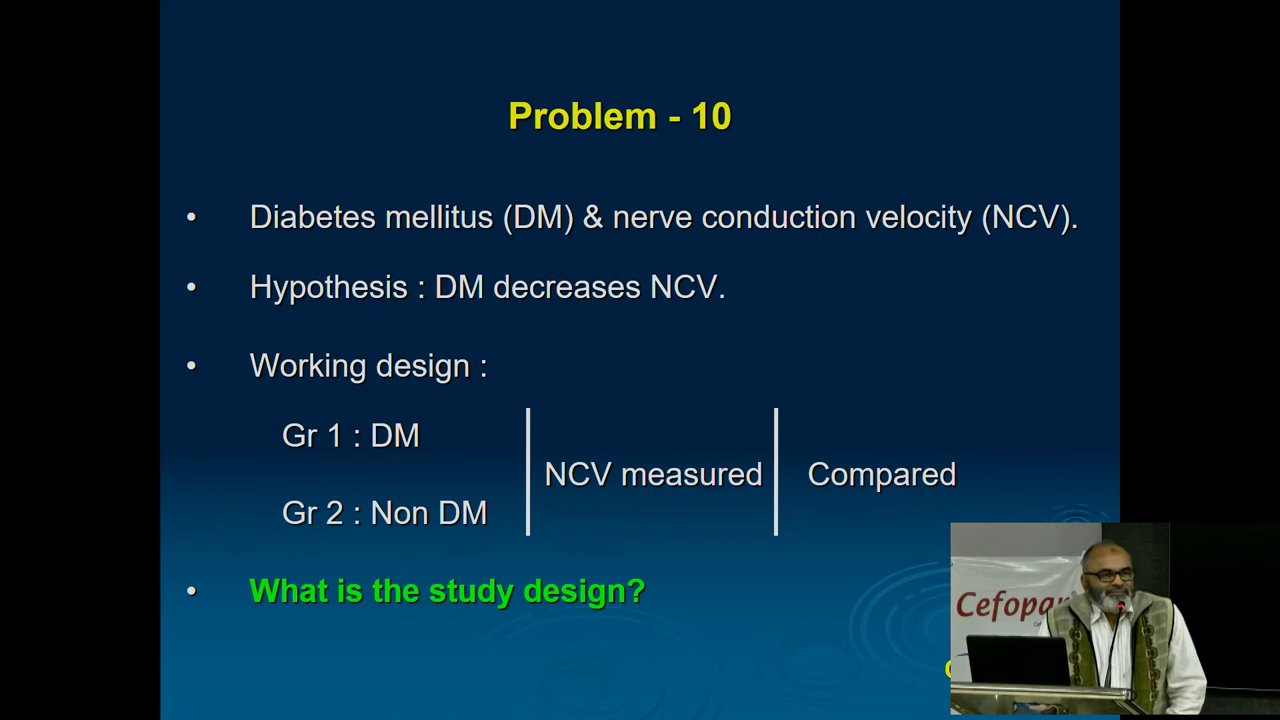 Problem - 10
• Diabetes mellitus (DM) & nerve conduction velocity (NCV).
• Hypothesis : DM decreases NCV.
• Working design :
Gr 1 : DM
NCV measured Compared
Gr 2 : Non DM
• What is the study design?
Cefopar